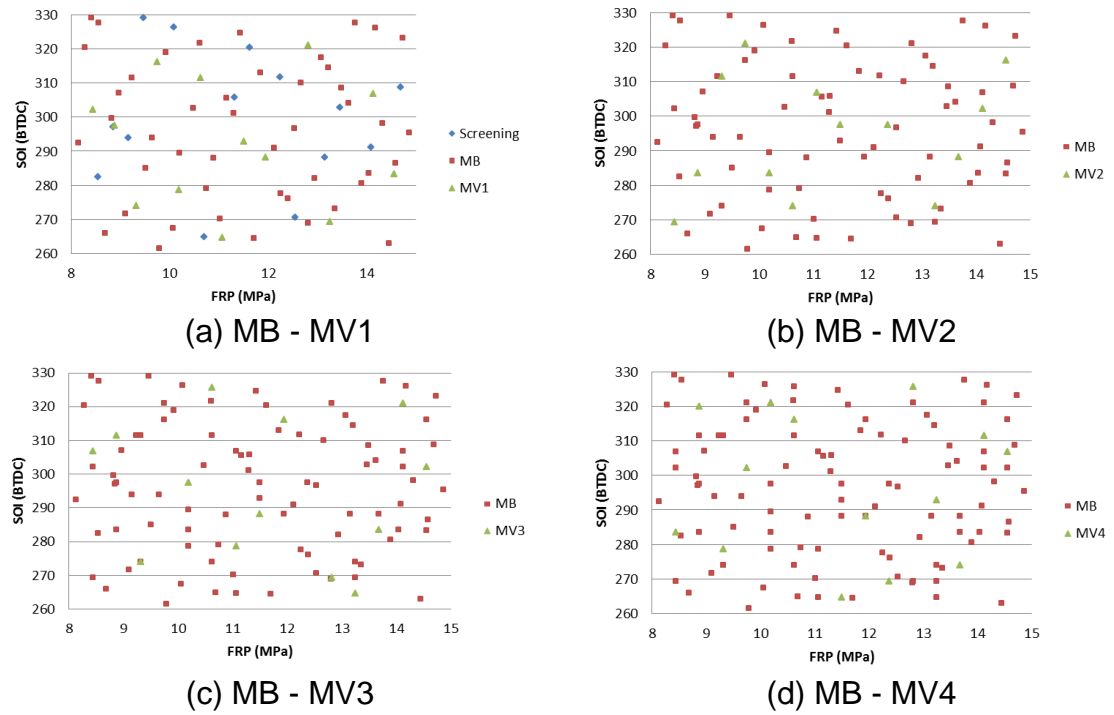 330
320
310
300
290
280
270
260
SOI (BTDC)
8 10 12 14
FRP (MPa)
Screening
MB
MV1
(a) MB - MV1
330
320
310
300
290
280
270
260
SOI (BTDC)
8 9 10 11 12 13 14 15
FRP (MPa)
MB
MV2
(b) MB - MV2
330
320
310
300
290
280
270
260
SOI (BTDC)
8 9 10 11 12 13 14 15
FRP (MPa)
MB
MV3
(c) MB - MV3
330
320
310
300
290
280
270
260
SOI (BTDC)
8 9 10 11 12 13 14 15
FRP (MPa)
MB
MV4
(d) MB - MV4